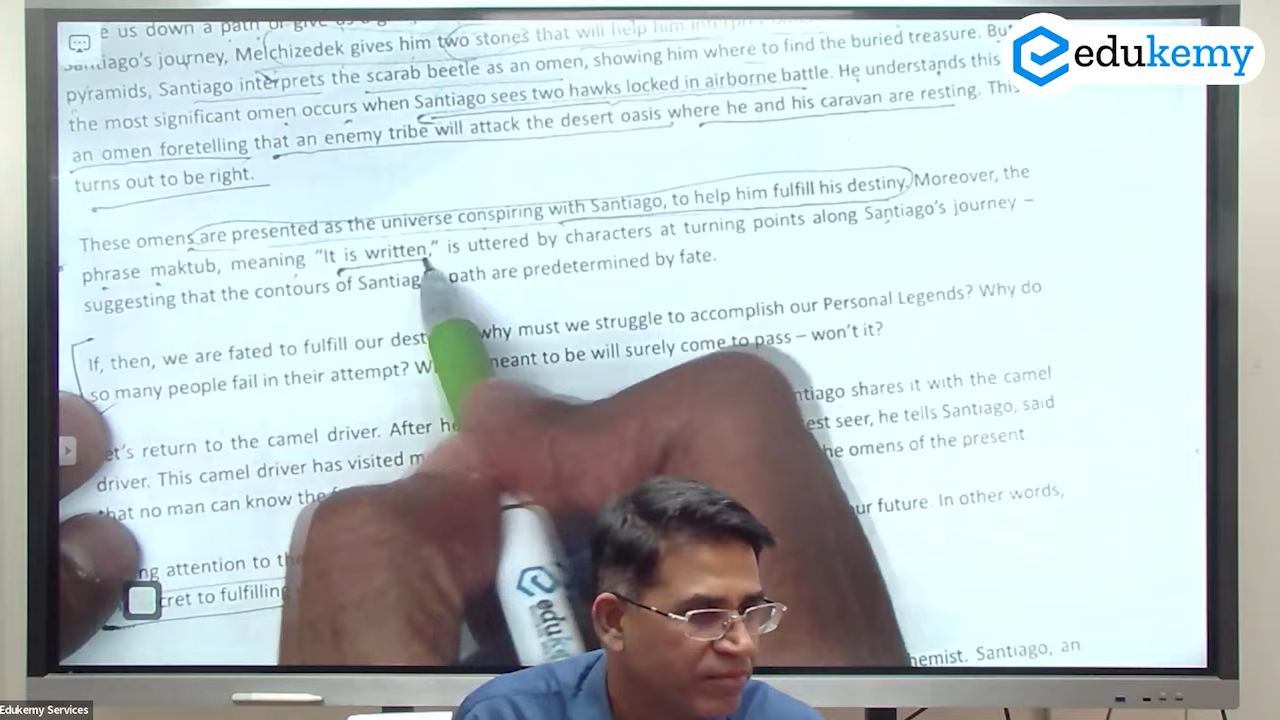 e us down a path or give us a
Santiago's journey, Melchizedek gives him two stones that will help him interpret
pyramids, Santiago interprets the scarab beetle as an omen, showing him where to find the buried treasure. But
the most significant omen occurs when Santiago sees two hawks locked in airborne battle. He understands this
an omen foretelling that an enemy tribe will attack the desert oasis where he and his caravan are resting. This
turns out to be right.
These omens are presented as the universe conspiring with Santiago, to help him fulfill his destiny. Moreover, the
phrase maktub, meaning "It is written," is uttered by characters at turning points along Santiago's journey –
suggesting that the contours of Santiag path are predetermined by fate.
If, then, we are fated to fulfill our dest why must we struggle to accomplish our Personal Legends? Why do
so many people fail in their attempt? W meant to be will surely come to pass – won't it?
et's return to the camel driver. After he ntiago shares it with the camel
driver. This camel driver has visited m est seer, he tells Santiago, said
that no man can know the he omens of the present
ur future. In other words,
ng attention to the
cret to fulfilling
hemist. Santiago, an
edukemy
eduke
Edukemy Services